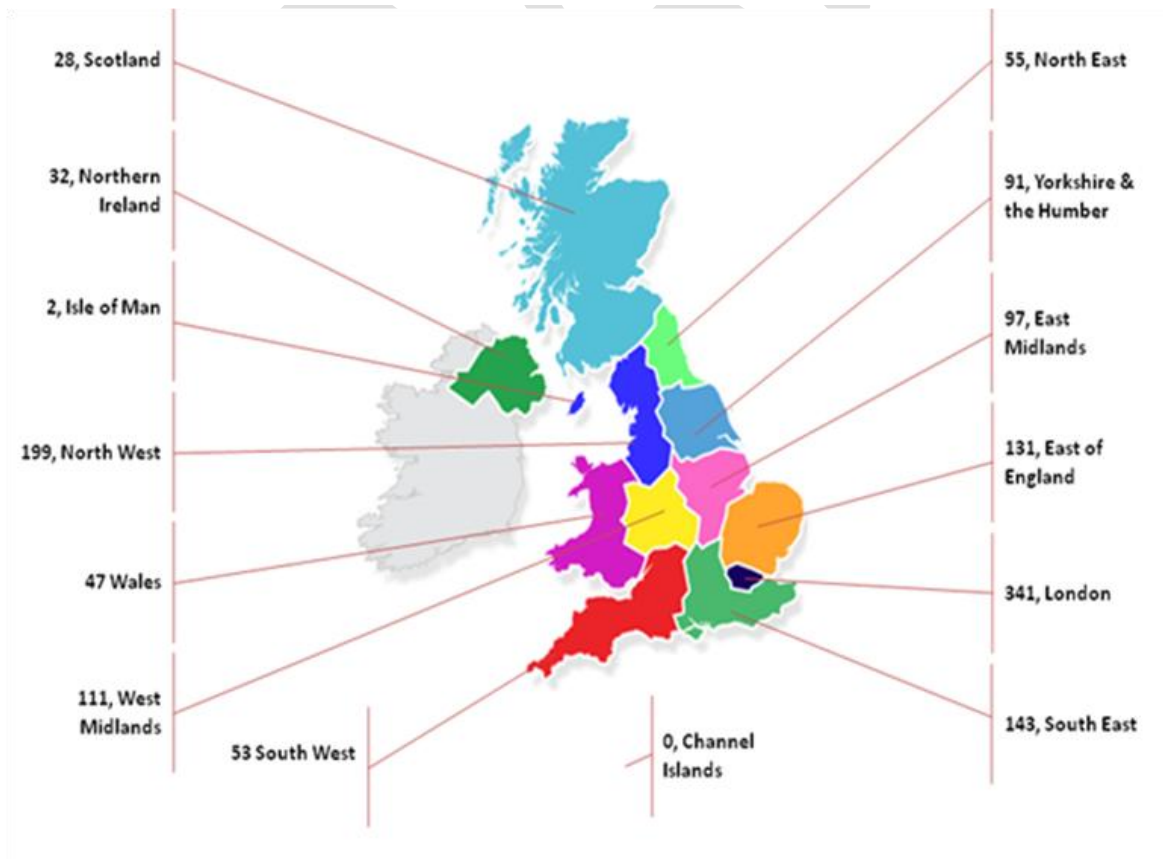 28, Scotland
32, Northern
Ireland
2, Isle of Man
199, North West
47 Wales
111, West
Midlands
53 South West
0, Channel
Islands
55, North East
91, Yorkshire &
the Humber
97, East
Midlands
131, East of
England
341, London
143, South East